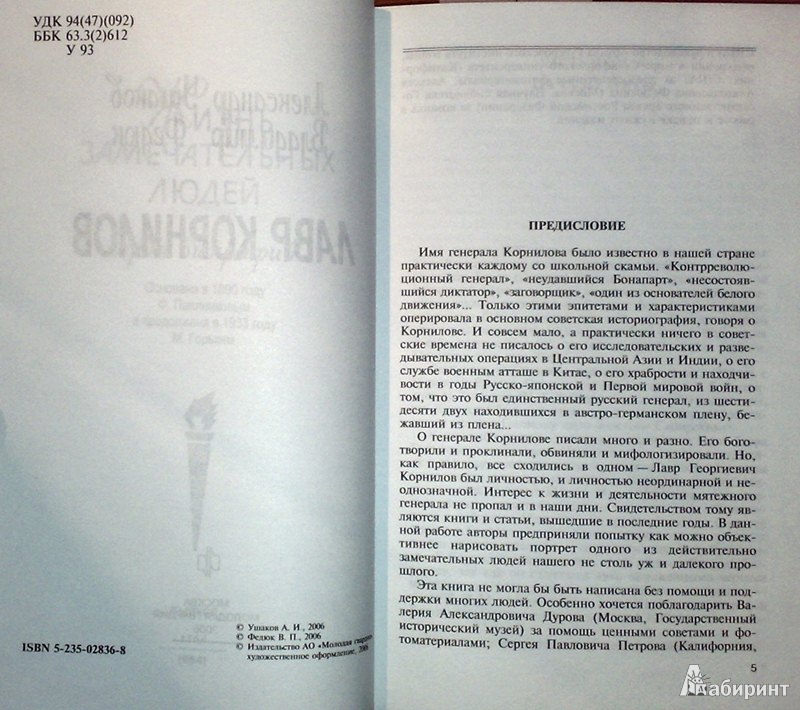 УДК 94(47)(092)
ББК 63.3(2)612
У 93
© Ушаков А. И., 2006
© Федюк В. П., 2006
© Издательство АО «Молодая гвардия»
художественное оформление, 2006
ISBN 5-235-02836-8
ПРЕДИСЛОВИЕ
Имя генерала Корнилова было известно в нашей стране
практически каждому со школьной скамьи. «Контрреволю-
ционный генерал», «неудавшийся Бонапарт», «несостояв-
шийся диктатор», «заговорщик», «один из основателей белого
движения»... Только этими эпитетами и характеристиками
оперировала в основном советская историография, говоря о
Корнилове. И совсем мало, а практически ничего в совет-
ские времена не писалось о его исследовательских и разве-
дывательных операциях в Центральной Азии и Индии, о его
службе военным атташе в Китае, о его храбрости и находчи-
вости в годы Русско-японской и Первой мировой войн, о
том, что это был единственный русский генерал, из шести-
десяти двух находившихся в австро-германском плену, бе-
жавший из плена...
О генерале Корнилове писали много и разно. Его бого-
творили и проклинали, обвиняли и мифологизировали. Но,
как правило, все сходились в одном — Лавр Георгиевич
Корнилов был личностью, и личностью неординарной и не-
однозначной. Интерес к жизни и деятельности мятежного
генерала не пропал и в наши дни. Свидетельством тому яв-
ляются книги и статьи, вышедшие в последние годы. В дан-
ной работе авторы предприняли попытку как можно объек-
тивнее нарисовать портрет одного из действительно
замечательных людей нашего не столь уж и далекого про-
шлого.
Эта книга не могла бы быть написана без помощи и под-
держки многих людей. Особенно хочется поблагодарить Ва-
лерия Александровича Дурова (Москва, Государственный
исторический музей) за помощь ценными советами и фо-
томатериалами; Сергея Павловича Петрова (Калифорния,
5
Лабиринт